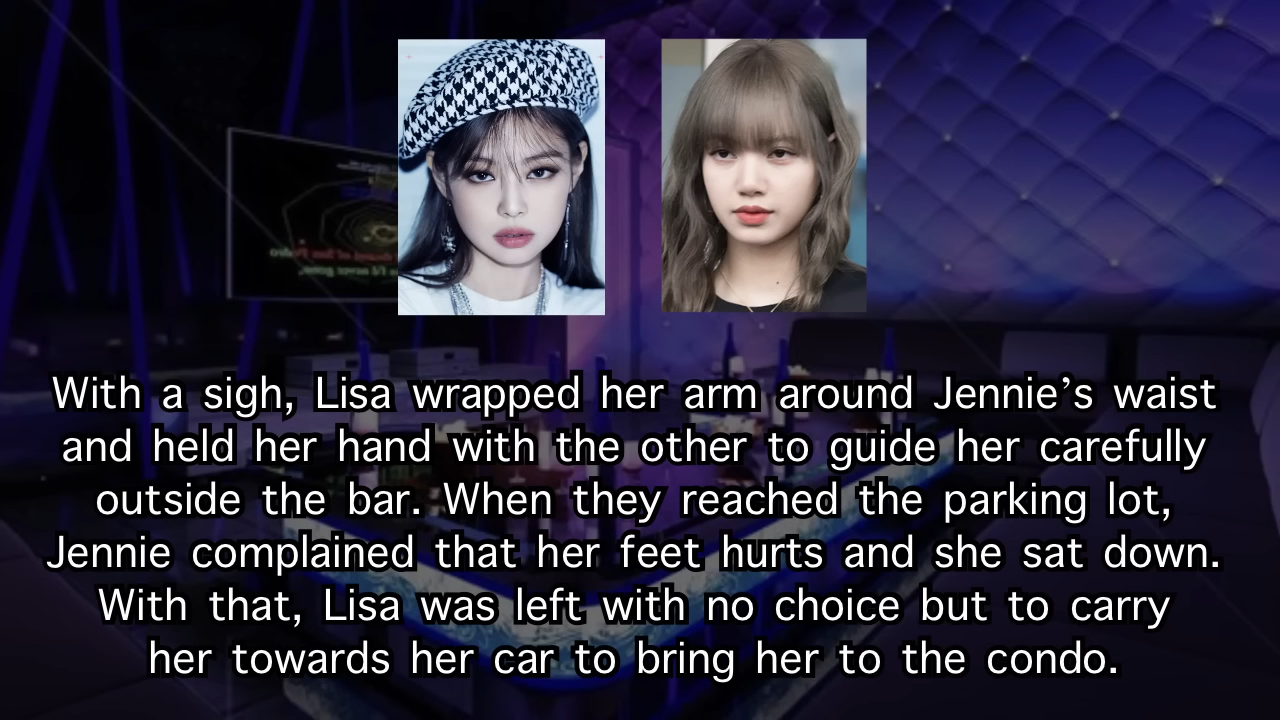 With a sigh, Lisa wrapped her arm around Jennie’s waist
and held her hand with the other to guide her carefully
outside the bar. When they reached the parking lot,
Jennie complained that her feet hurts and she sat down.
With that, Lisa was left with no choice but to carry
her towards her car to bring her to the condo.